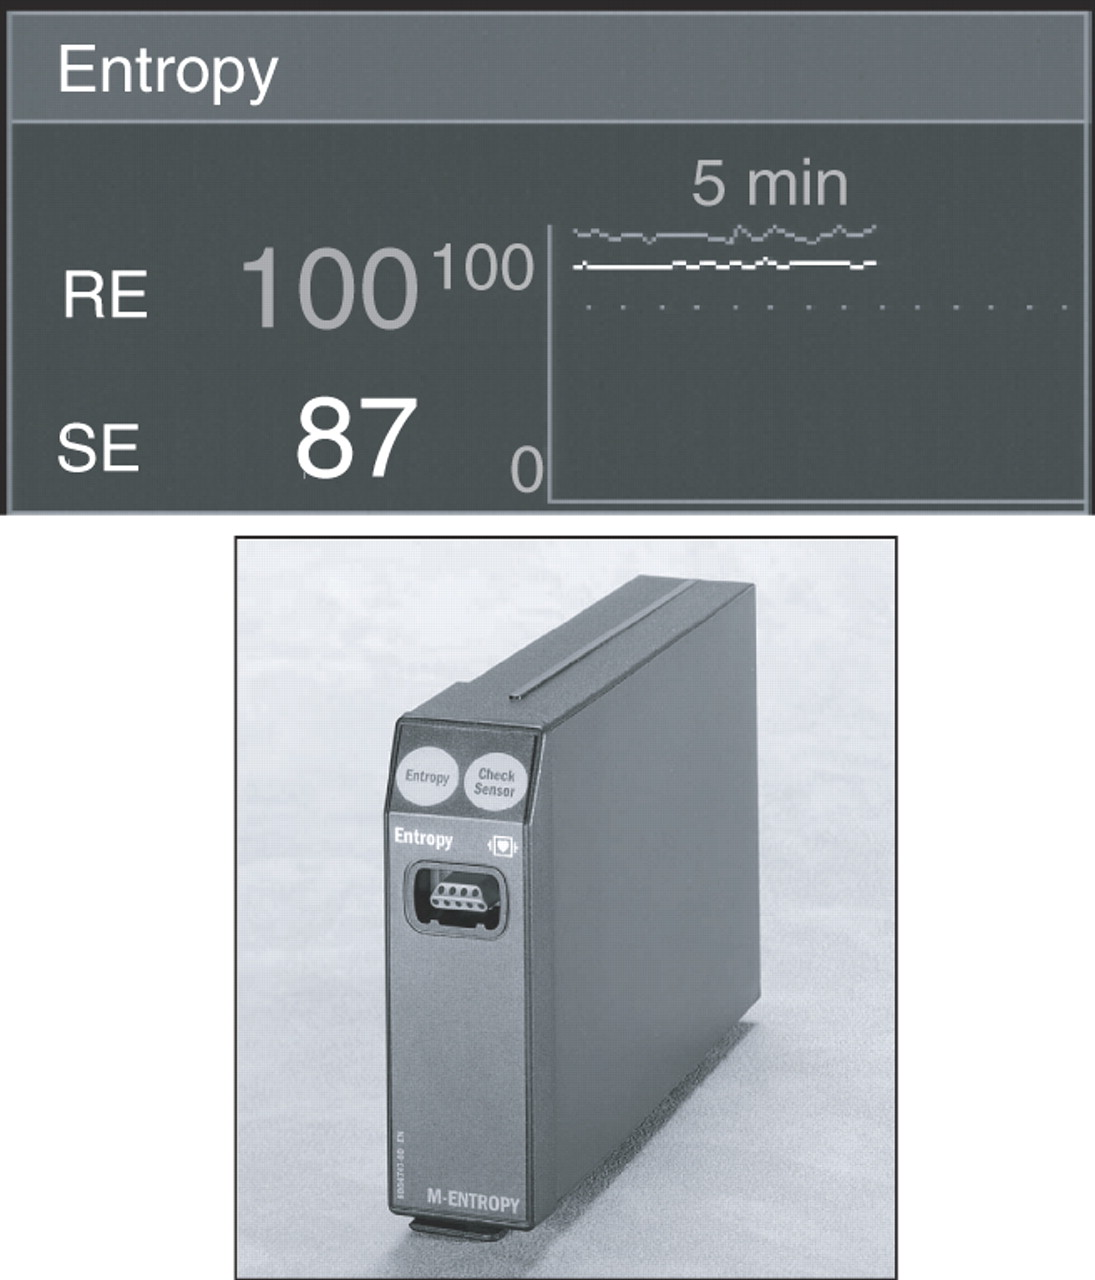 Entropy
5 min
RE 100 100
SE 87 0
Entropy Check
Sensor
Entropy
M-ENTROPY